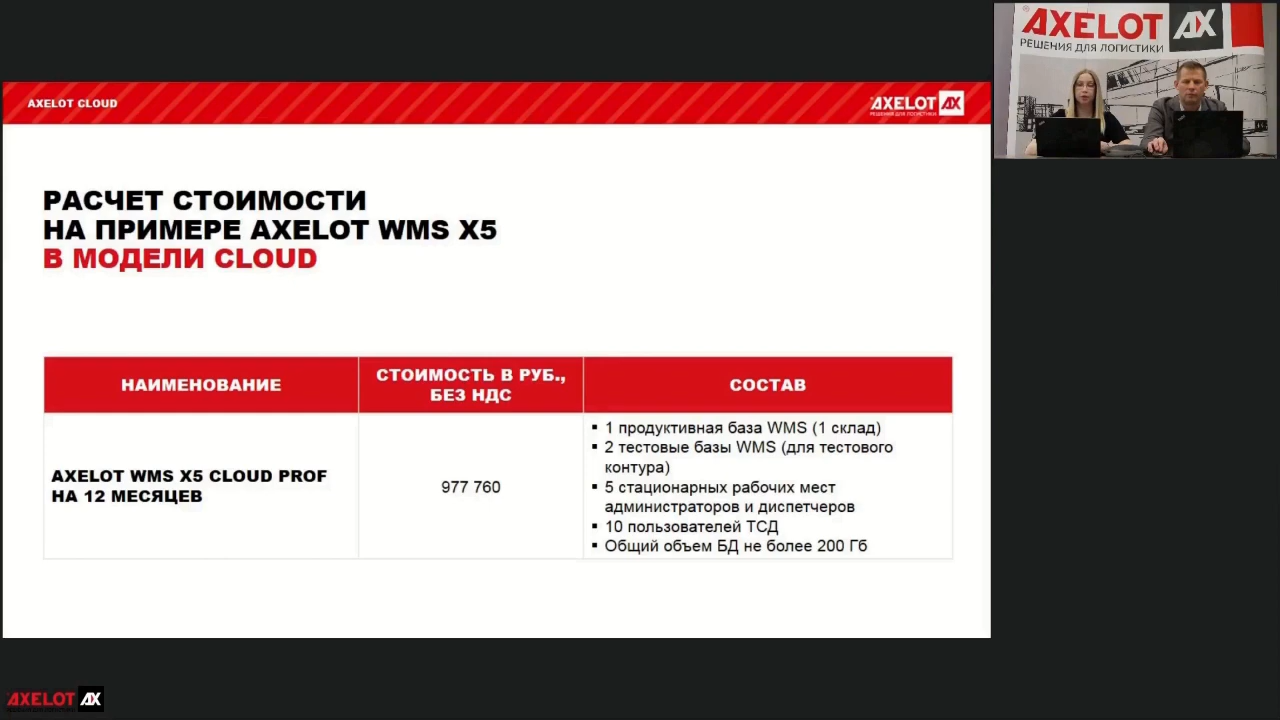 AXELOT AX
РЕШЕНИЯ ДЛЯ ЛОГИСТИКИ
AXELOT CLOUD
AXELOT AX
РЕШЕНИЯ ДЛЯ ЛОГИСТИКИ
РАСЧЕТ СТОИМОСТИ
НА ПРИМЕРЕ AXELOT WMS X5
В МОДЕЛИ CLOUD
НАИМЕНОВАНИЕ
СТОИМОСТЬ В РУБ.,
БЕЗ НДС
СОСТАВ
AXELOT WMS X5 CLOUD PROF
НА 12 МЕСЯЦЕВ
977 760
▪ 1 продуктивная база WMS (1 склад)
▪ 2 тестовые базы WMS (для тестового
контура)
▪ 5 стационарных рабочих мест
администраторов и диспетчеров
▪ 10 пользователей ТСД
▪ Общий объем БД не более 200 Гб
AXELOT AX